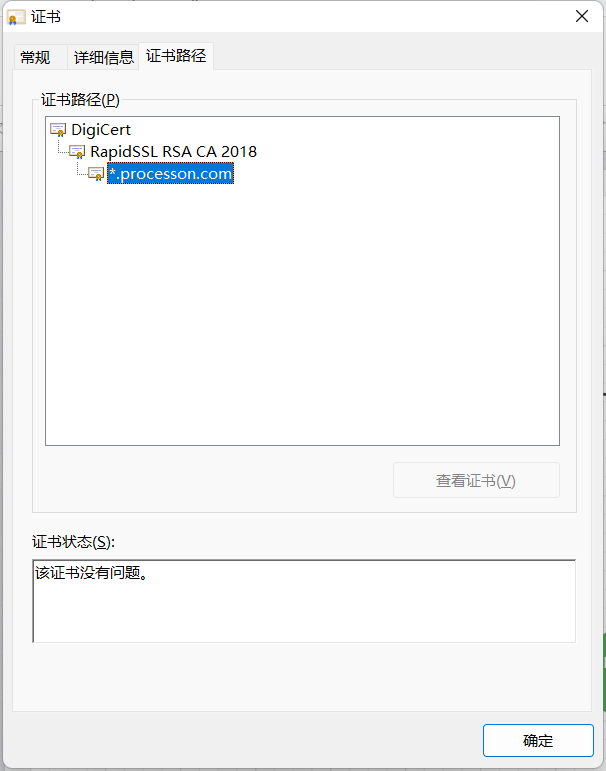 证书
常规 详细信息 证书路径
证书路径(P)
DigiCert
RapidSSL RSA CA 2018
*.processon.com
查看证书(V)
证书状态(S):
该证书没有问题。
确定